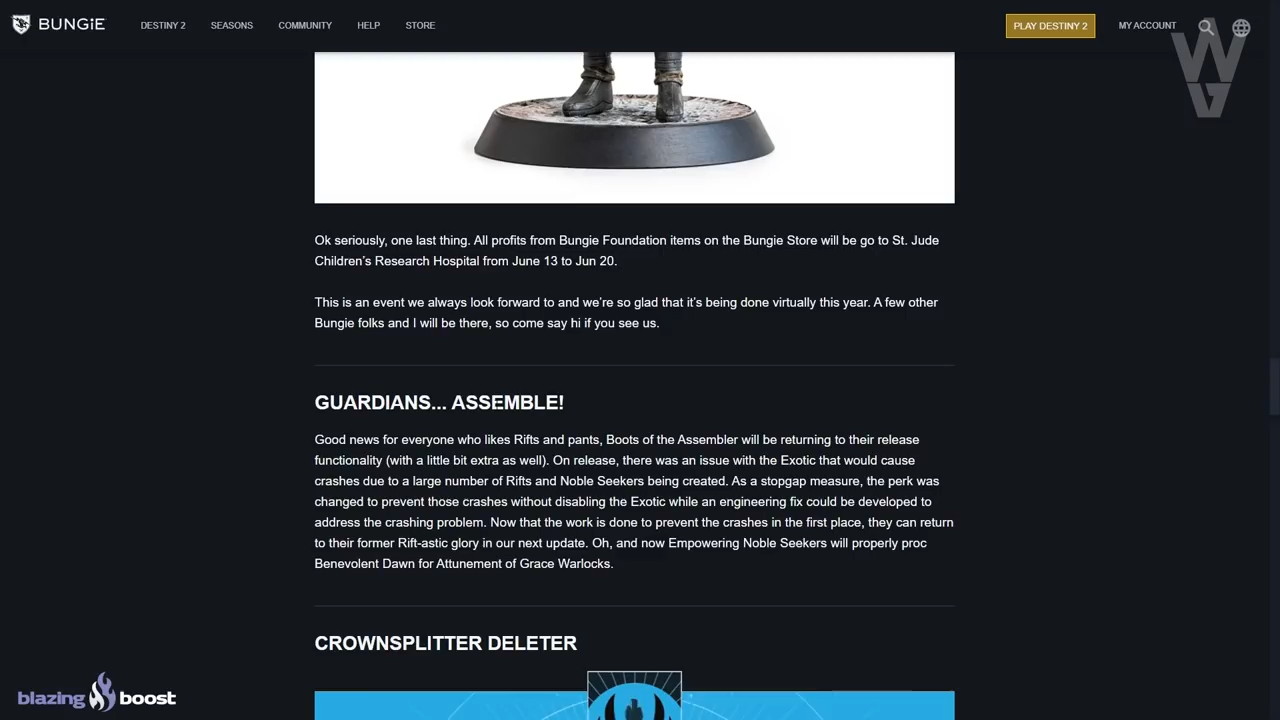 BUNGiE
DESTINY 2
SEASONS
COMMUNITY
HELP
STORE
PLAY DESTINY 2
MY ACCOUNT
Ok seriously, one last thing. All profits from Bungie Foundation items on the Bungie Store will be go to St. Jude
Children's Research Hospital from June 13 to Jun 20.
This is an event we always look forward to and we're so glad that it's being done virtually this year. A few other
Bungie folks and I will be there, so come say hi if you see us.
GUARDIANS... ASSEMBLE!
Good news for everyone who likes Rifts and pants, Boots of the Assembler will be returning to their release
functionality (with a little bit extra as well). On release, there was an issue with the Exotic that would cause
crashes due to a large number of Rifts and Noble Seekers being created. As a stopgap measure, the perk was
changed to prevent those crashes without disabling the Exotic while an engineering fix could be developed to
address the crashing problem. Now that the work is done to prevent the crashes in the first place, they can return
to their former Rift-astic glory in our next update. Oh, and now Empowering Noble Seekers will properly proc
Benevolent Dawn for Attunement of Grace Warlocks.
CROWNSPLITTER DELETER
blazing boost